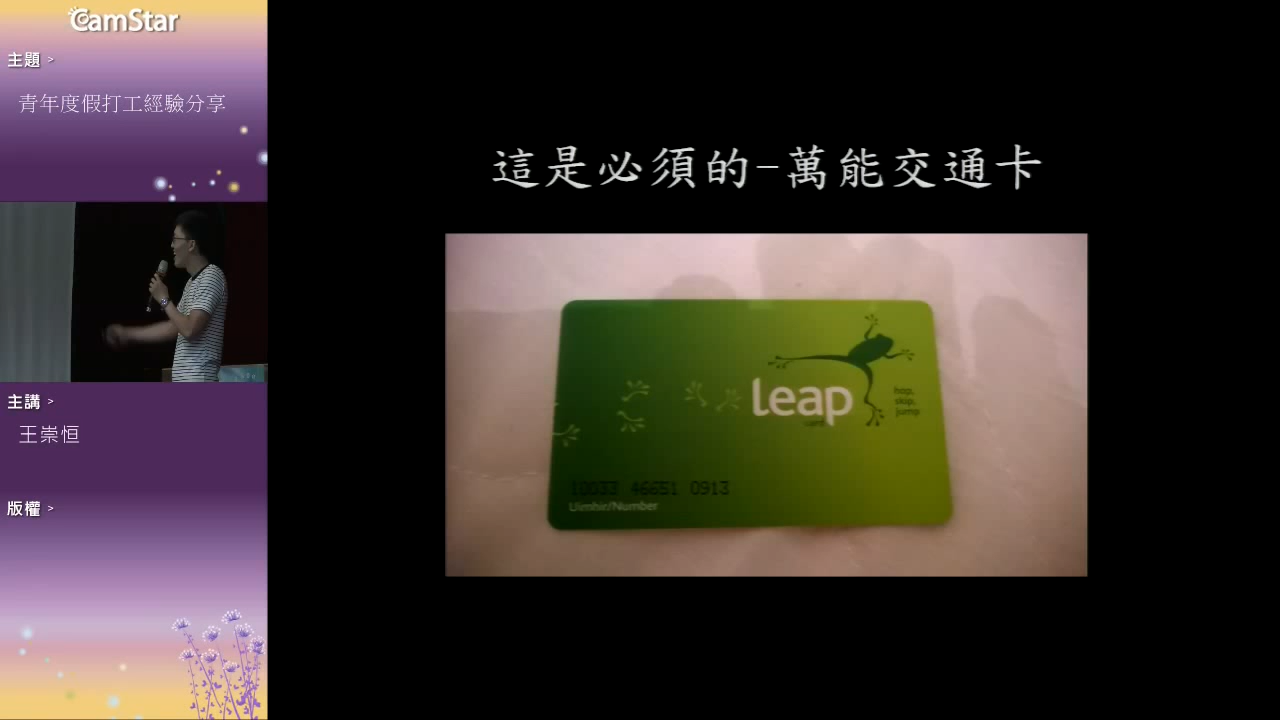 CamStar
主題 >
青年度假打工經驗分享
主講 >
王崇恒
版權 >
這是必須的-萬能交通卡
leap
card
hop,
skip,
jump
10033 46651 0913
Uimhir/Number